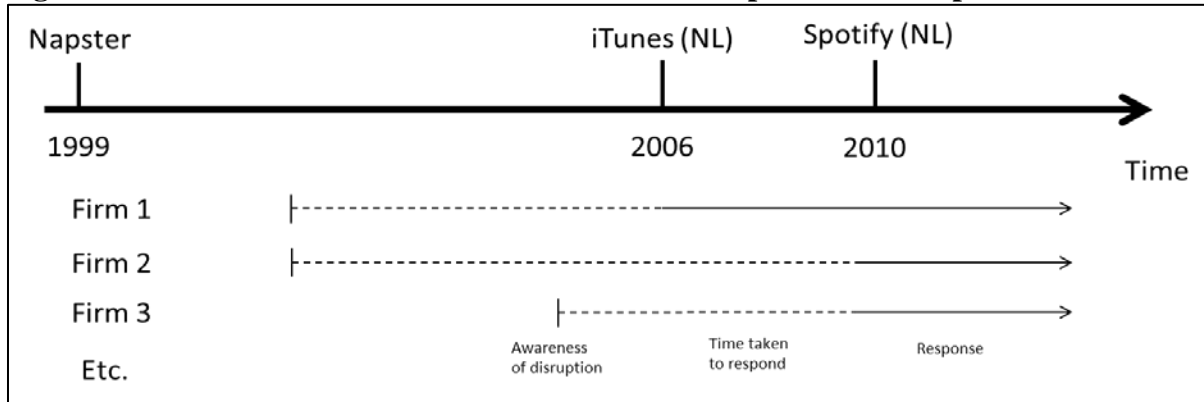 Napster
iTunes (NL)
Spotify (NL)
1999
2006
2010
Time
Firm 1
Firm 2
Firm 3
Awareness
of disruption
Time taken
to respond
Response
Etc.